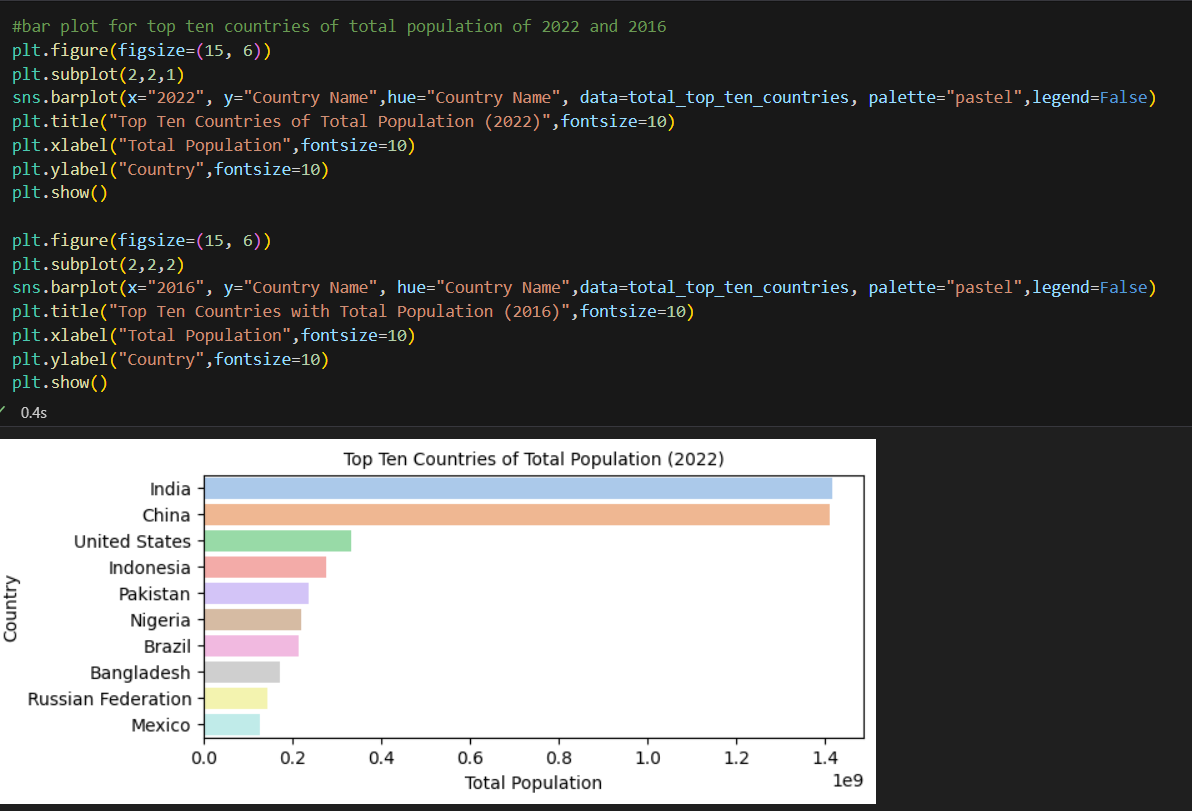 #bar plot for top ten countries of total population of 2022 and 2016
plt.figure(figsize=(15, 6))
plt.subplot(2,2,1)
sns.barplot(x="2022", y="Country Name",hue="Country Name", data=total_top_ten_countries, palette="pastel",legend=False)
plt.title("Top Ten Countries of Total Population (2022)",fontsize=10)
plt.xlabel("Total Population",fontsize=10)
plt.ylabel("Country",fontsize=10)
plt.show()

plt.figure(figsize=(15, 6))
plt.subplot(2,2,2)
sns.barplot(x="2016", y="Country Name", hue="Country Name",data=total_top_ten_countries, palette="pastel",legend=False)
plt.title("Top Ten Countries with Total Population (2016)",fontsize=10)
plt.xlabel("Total Population",fontsize=10)
plt.ylabel("Country",fontsize=10)
plt.show()
0.4s
Top Ten Countries of Total Population (2022)
Country
India
China
United States
Indonesia
Pakistan
Nigeria
Brazil
Bangladesh
Russian Federation
Mexico
0.0 0.2 0.4 0.6 0.8 1.0 1.2 1.4
1e9
Total Population